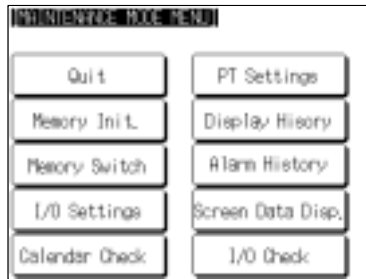 [MAINTENANCE MODE MENU]
Quit
PT Settings
Memory Init.
Display Hisory
Memory Switch
Alarm History
I/O Settings
Screen Data Disp.
Calendar Check
I/O Check